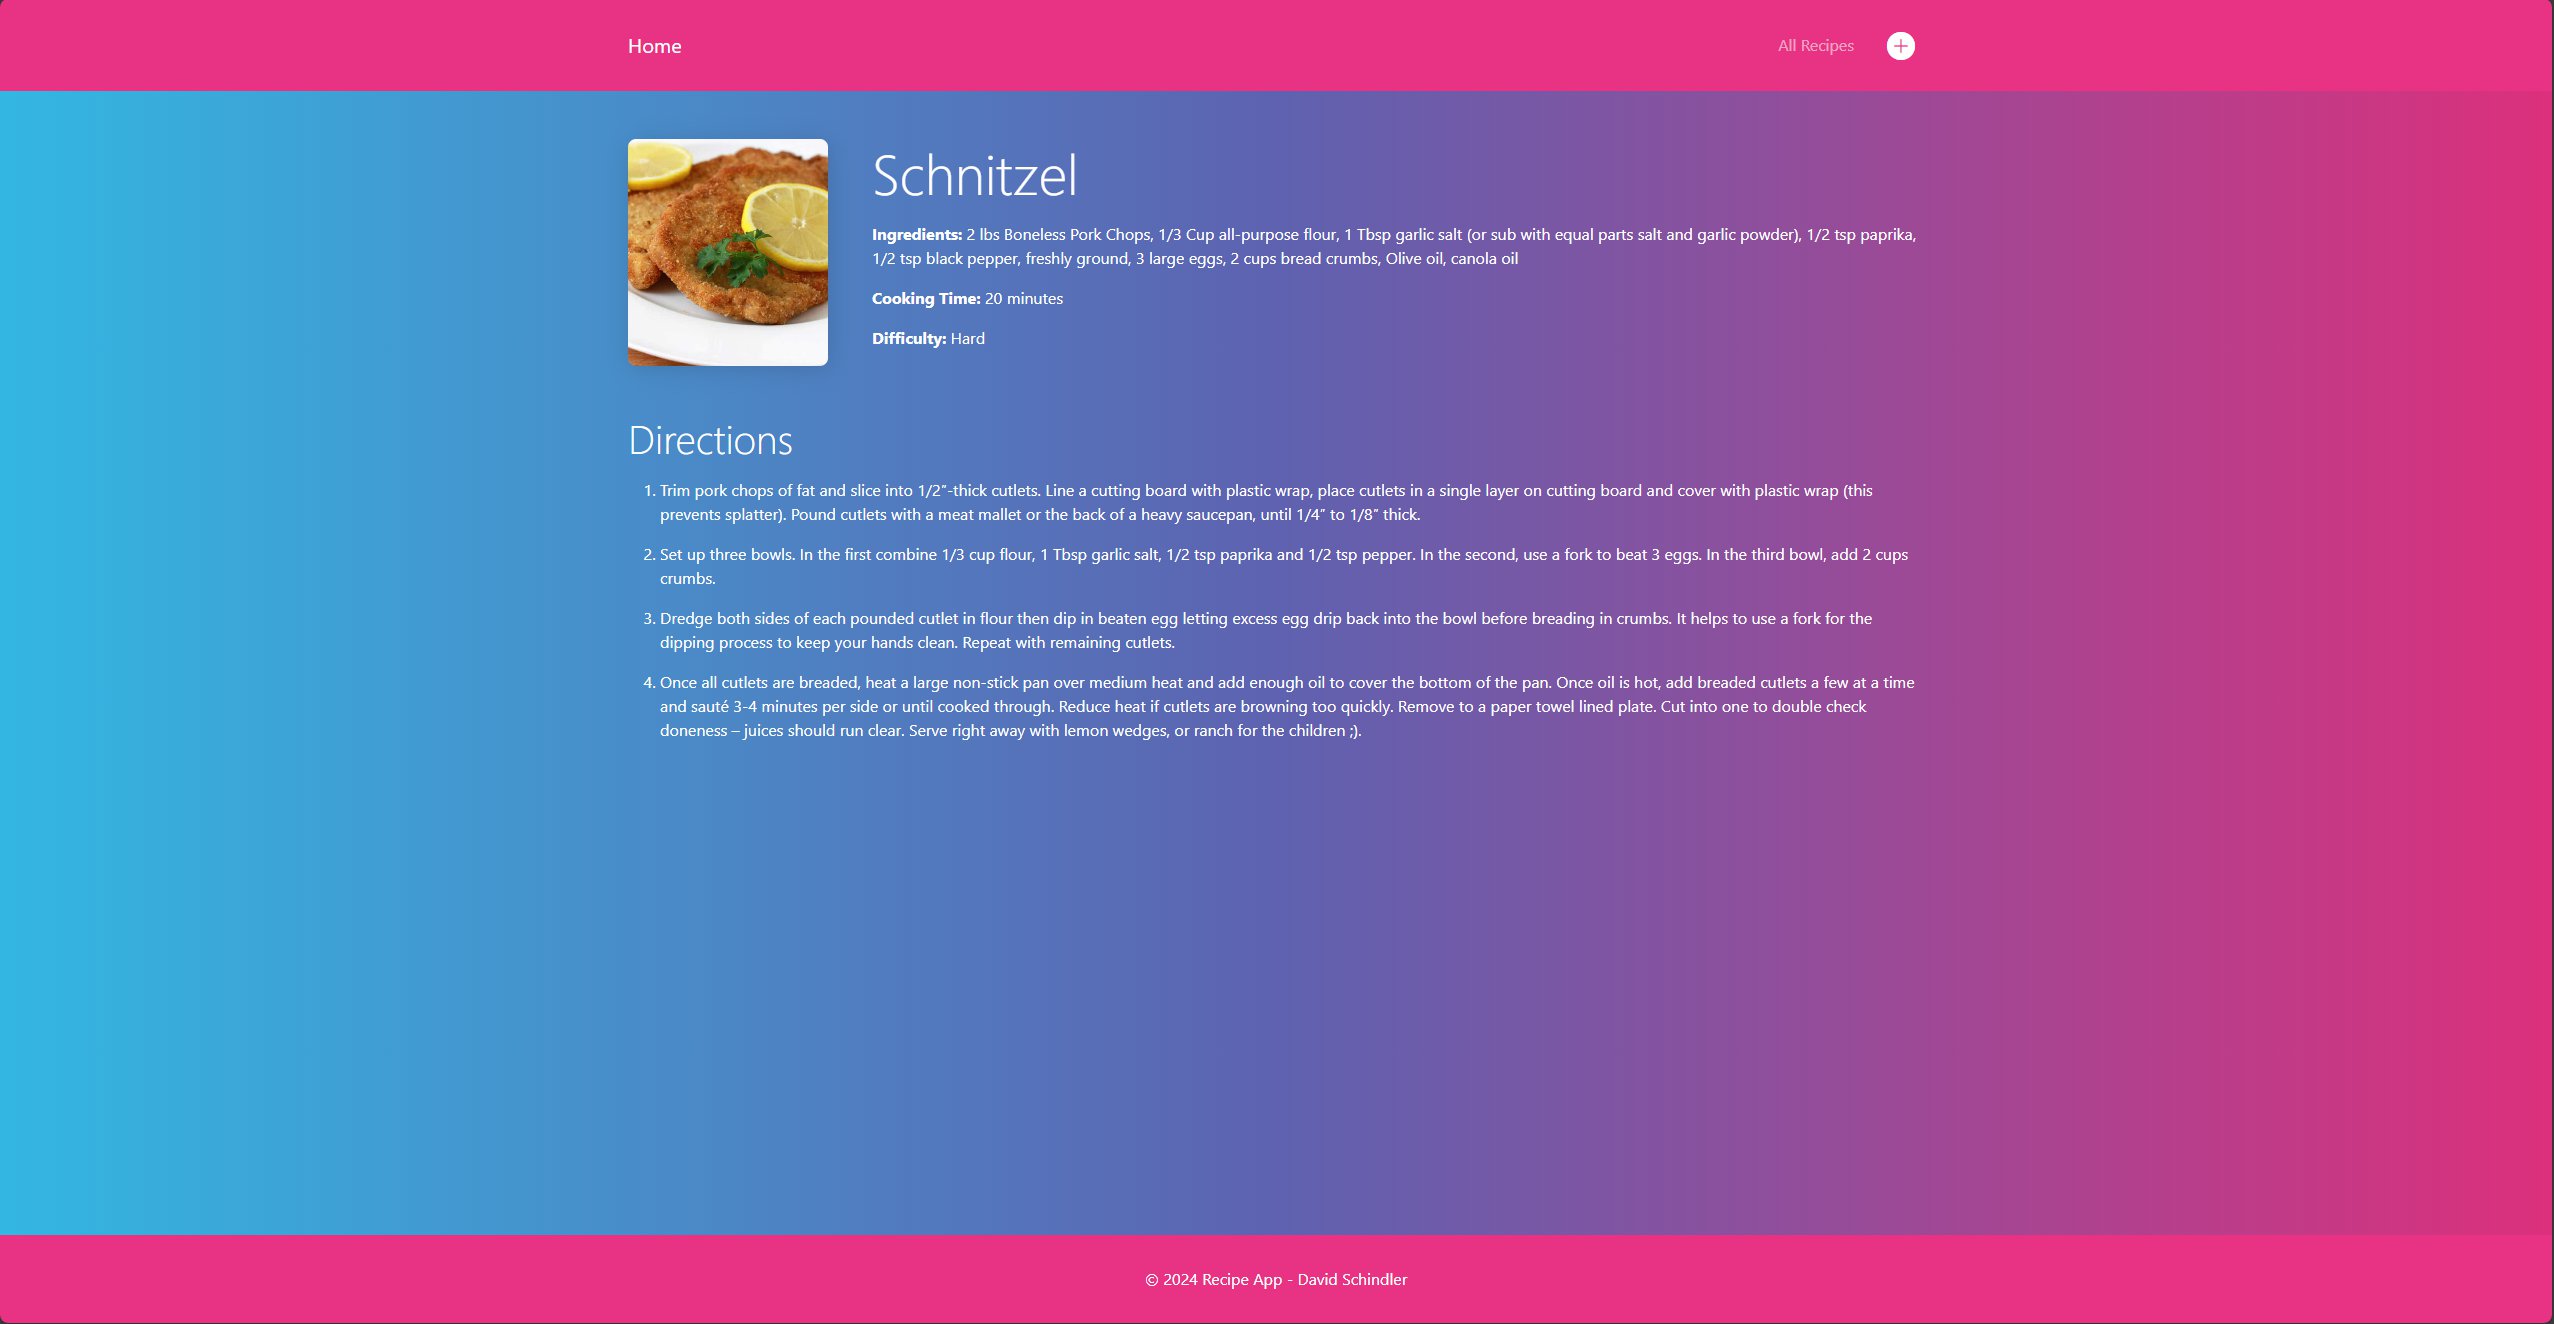 Home
All Recipes
Schnitzel
Ingredients: 2 lbs Boneless Pork Chops, 1/3 Cup all-purpose flour, 1 Tbsp garlic salt (or sub with equal parts salt and garlic powder), 1/2 tsp paprika,
1/2 tsp black pepper, freshly ground, 3 large eggs, 2 cups bread crumbs, Olive oil, canola oil
Cooking Time: 20 minutes
Difficulty: Hard
Directions
1. Trim pork chops of fat and slice into 1/2″-thick cutlets. Line a cutting board with plastic wrap, place cutlets in a single layer on cutting board and cover with plastic wrap (this
prevents splatter). Pound cutlets with a meat mallet or the back of a heavy saucepan, until 1/4″ to 1/8″ thick.
2. Set up three bowls. In the first combine 1/3 cup flour, 1 Tbsp garlic salt, 1/2 tsp paprika and 1/2 tsp pepper. In the second, use a fork to beat 3 eggs. In the third bowl, add 2 cups
crumbs.
3. Dredge both sides of each pounded cutlet in flour then dip in beaten egg letting excess egg drip back into the bowl before breading in crumbs. It helps to use a fork for the
dipping process to keep your hands clean. Repeat with remaining cutlets.
4. Once all cutlets are breaded, heat a large non-stick pan over medium heat and add enough oil to cover the bottom of the pan. Once oil is hot, add breaded cutlets a few at a time
and sauté 3-4 minutes per side or until cooked through. Reduce heat if cutlets are browning too quickly. Remove to a paper towel lined plate. Cut into one to double check
doneness – juices should run clear. Serve right away with lemon wedges, or ranch for the children ;).
© 2024 Recipe App - David Schindler